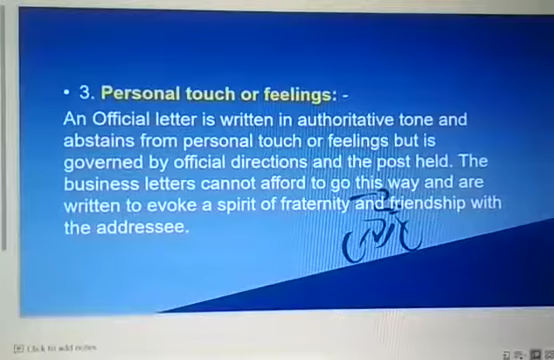 • 3. Personal touch or feelings: -
An Official letter is written in authoritative tone and
abstains from personal touch or feelings but is
governed by official directions and the post held. The
business letters cannot afford to go this way and are
written to evoke a spirit of fraternity and friendship with
the addressee.
Click to add notes